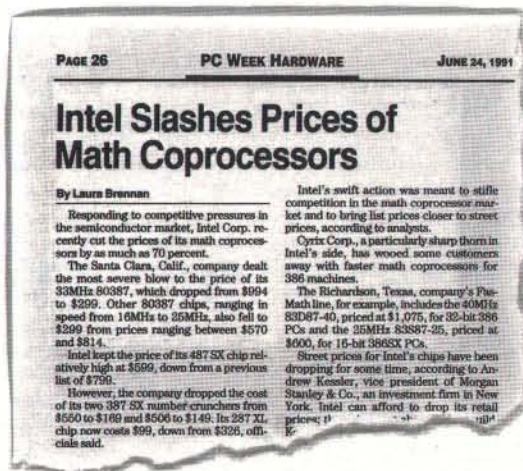 PAGE 26
PC WEEK HARDWARE
JUNE 24, 1991
Intel Slashes Prices of
Math Coprocessors
By Laura Brennan
Responding to competitive pressures in
the semiconductor market, Intel Corp. re-
cently cut the prices of its math coproces-
sors by as much as 70 percent.
The Santa Clara, Calif., company dealt
the most severe blow to the price of its
33MHz 80387, which dropped from $994
to $299. Other 80387 chips, ranging in
speed from 16MHz to 25MHz, also fell to
$299 from prices ranging between $570
and $814.
Intel kept the price of its 487 SX chip rel-
atively high at $599, down from a previous
list of $799.
However, the company dropped the cost
of its two 387 SX number crunchers from
$550 to $169 and $506 to $149. Its 287 XL
chip now costs $99, down from $326, offi-
cials said.
Intel's swift action was meant to stifle
competition in the math coprocessor mar-
ket and to bring list prices closer to street
prices, according to analysts.
Cyrix Corp., a particularly sharp thorn in
Intel's side, has wooed some customers
away with faster math coprocessors for
386 machines.
The Richardson, Texas, company's Fas-
Math line, for example, includes the 40MHz
83D87-40, priced at $1,075, for 32-bit 386
PCs and the 25MHz 83S87-25, priced at
$600, for 16-bit 386SX PCs.
Street prices for Intel's chips have been
dropping for some time, according to An-
drew Kessler, vice president of Morgan
Stanley & Co., an investment firm in New
York. Intel can afford to drop its retail
prices;